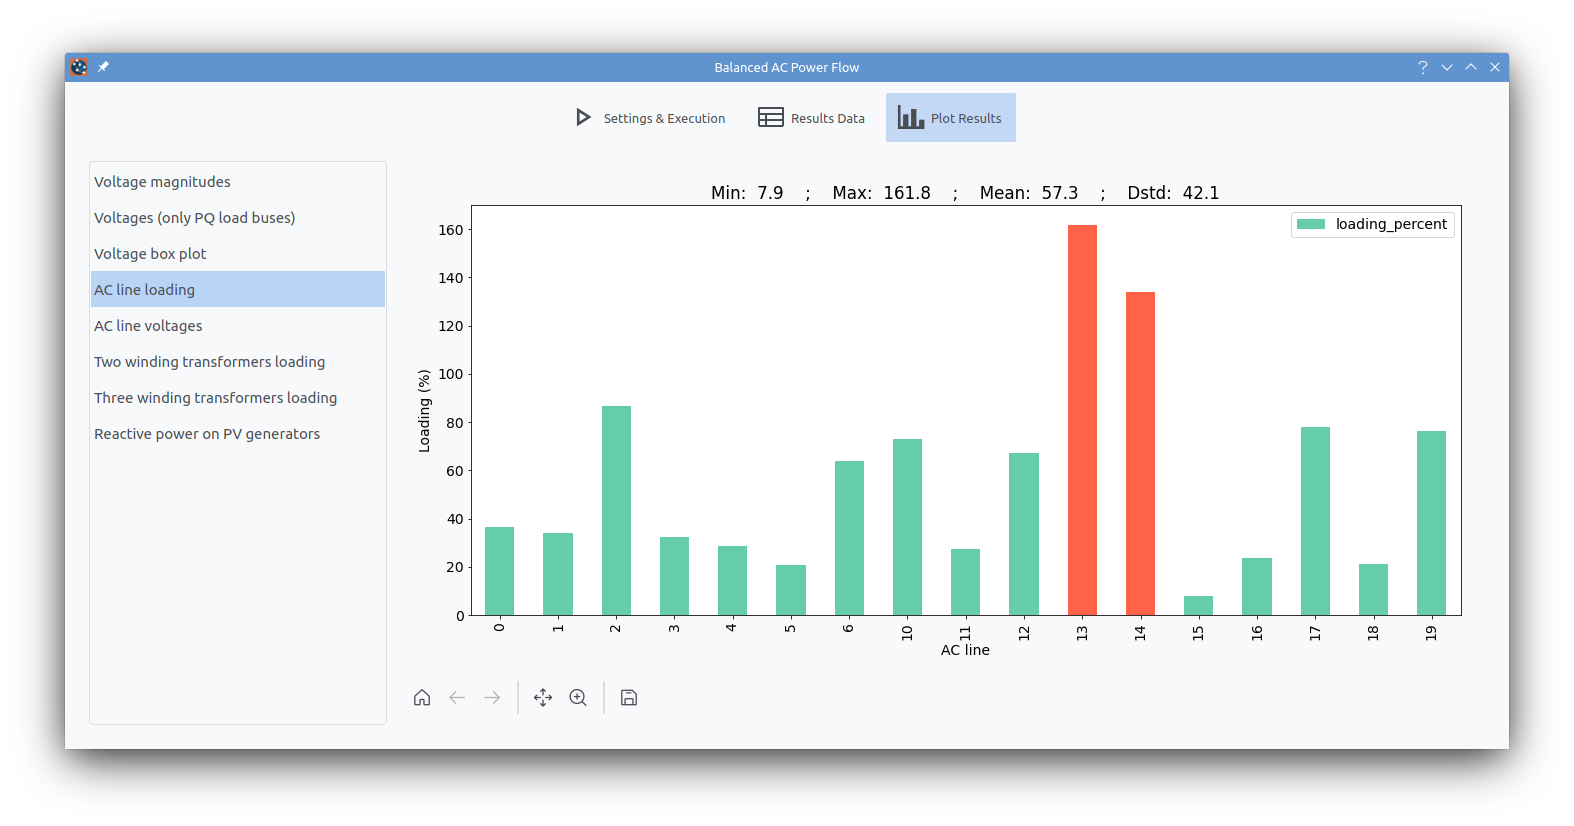 Balanced AC Power Flow
Settings & Execution
Results Data
Plot Results
Voltage magnitudes
Voltages (only PQ load buses)
Voltage box plot
AC line loading
AC line voltages
Two winding transformers loading
Three winding transformers loading
Reactive power on PV generators
Min: 7.9 ; Max: 161.8 ; Mean: 57.3 ; Dstd: 42.1
loading_percent
Loading (%)
160
140
120
100
80
60
40
20
0
0 1 2 3 4 5 6 10 11 12 13 14 15 16 17 18 19
AC line